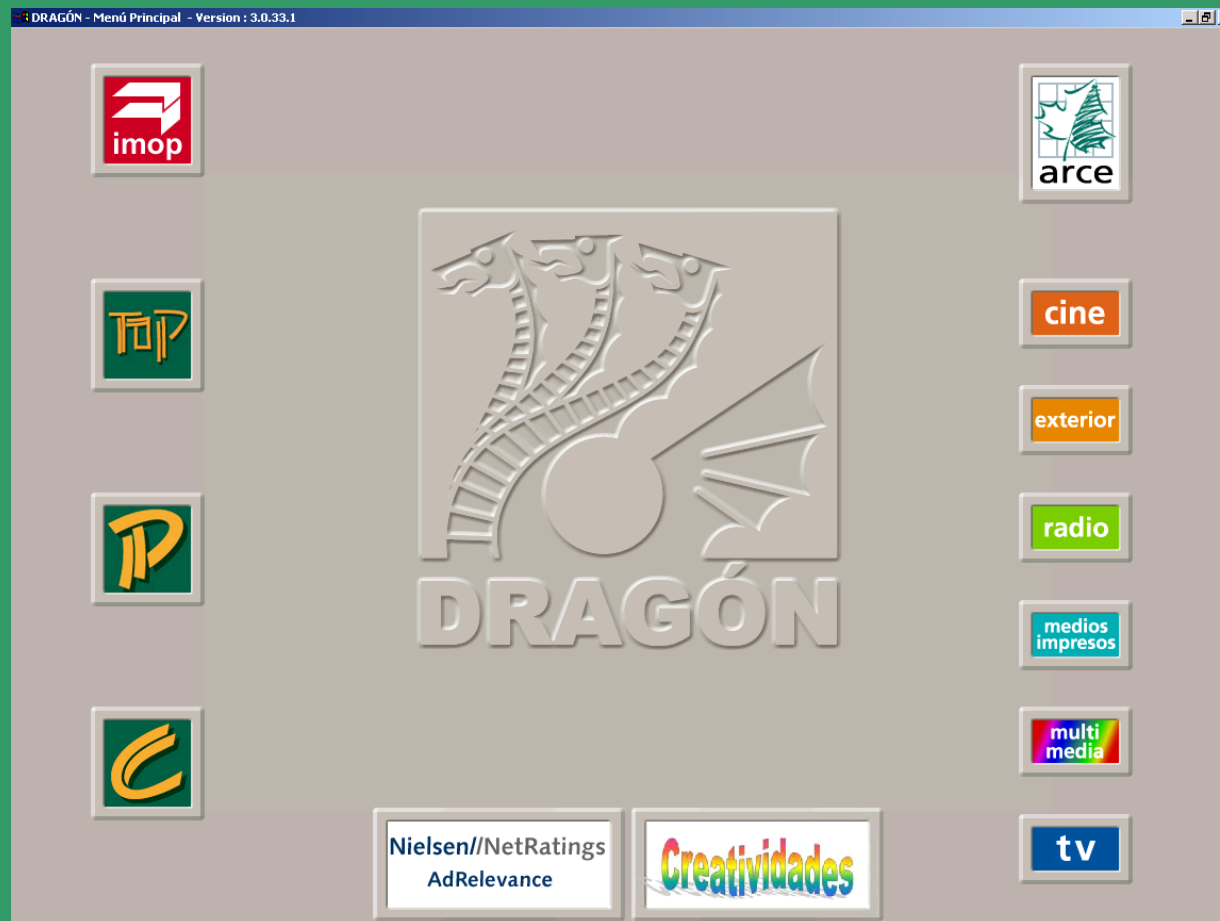 DRAGÓN - Menú Principal - Version : 3.0.33.1
imop
arce
TOP
cine
exterior
P
radio
DRAGÓN
medios
impresos
C
multi
media
Nielsen//NetRatings
AdRelevance
Creatividades
tv